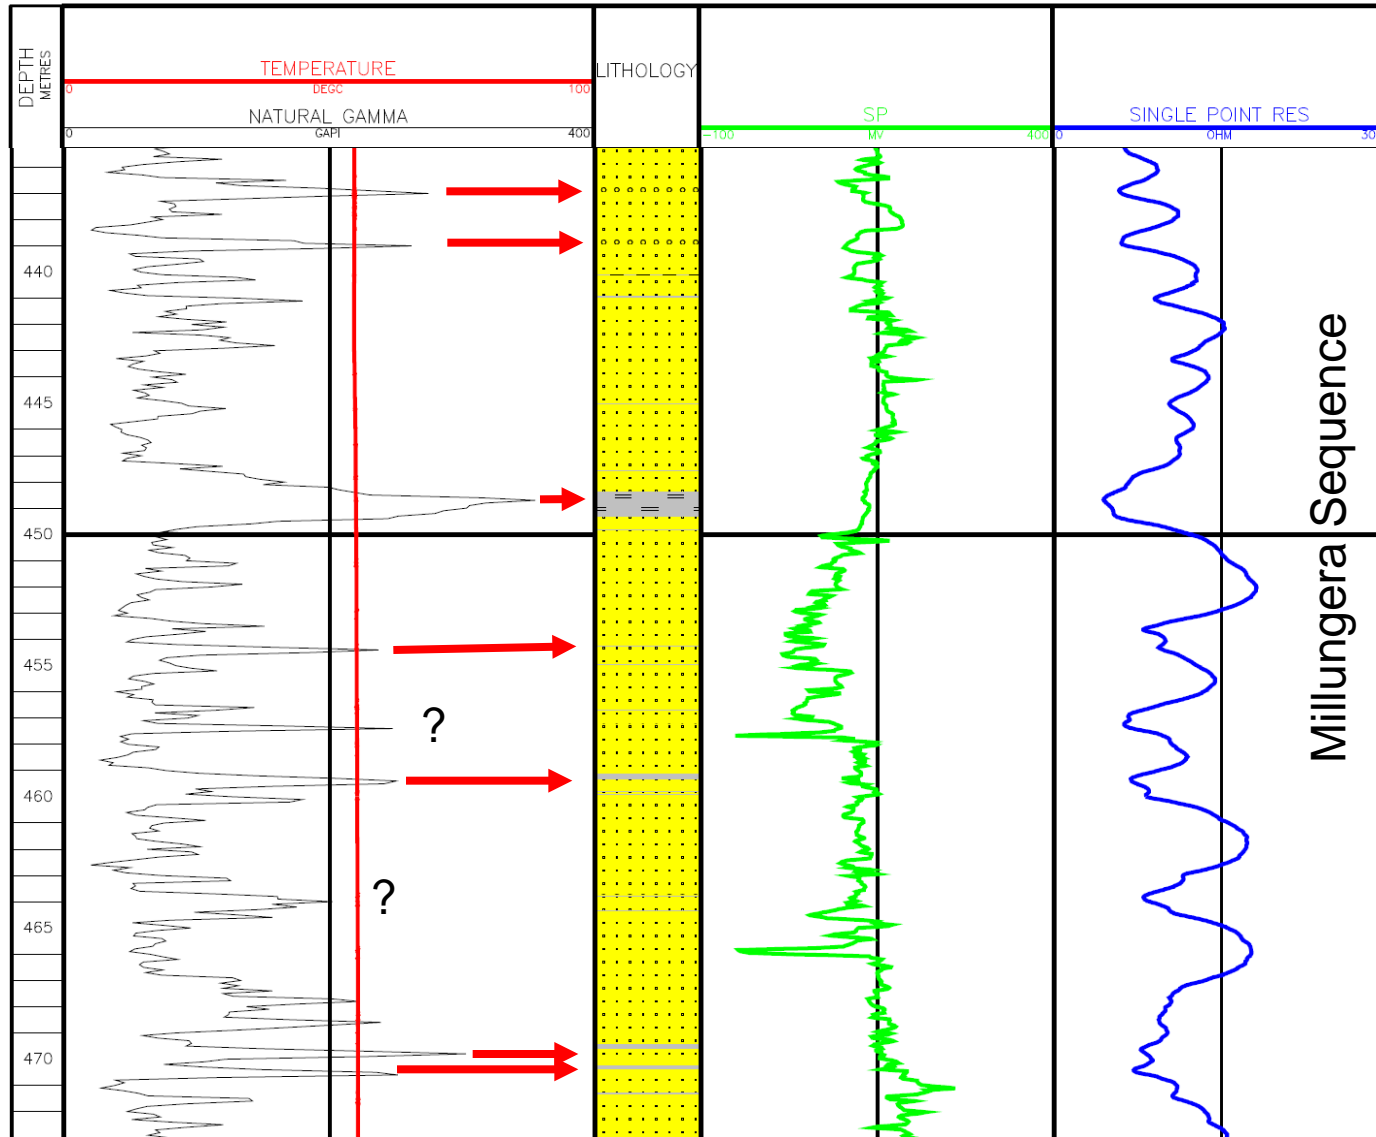 DEPTH
METRES
TEMPERATURE
0 DEGC 100
NATURAL GAMMA
0 GAPI 400
LITHOLOGY
SP
-100 MV 400
SINGLE POINT RES
0 OHM 30
440
445
450
455
460
465
470
?
?
Millungera Sequence